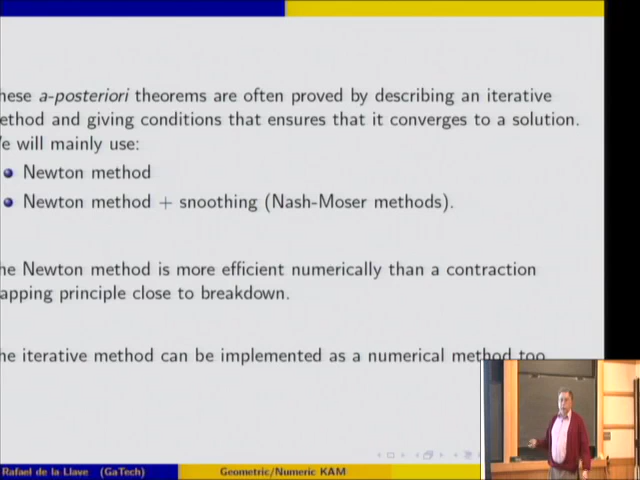 hese a-posteriori theorems are often proved by describing an iterative
ethod and giving conditions that ensures that it converges to a solution.
e will mainly use:
Newton method
Newton method + snoothing (Nash-Moser methods).
he Newton method is more efficient numerically than a contraction
apping principle close to breakdown.
he iterative method can be implemented as a numerical method too
Rafael de la Llave (GaTech) Geometric/Numeric KAM